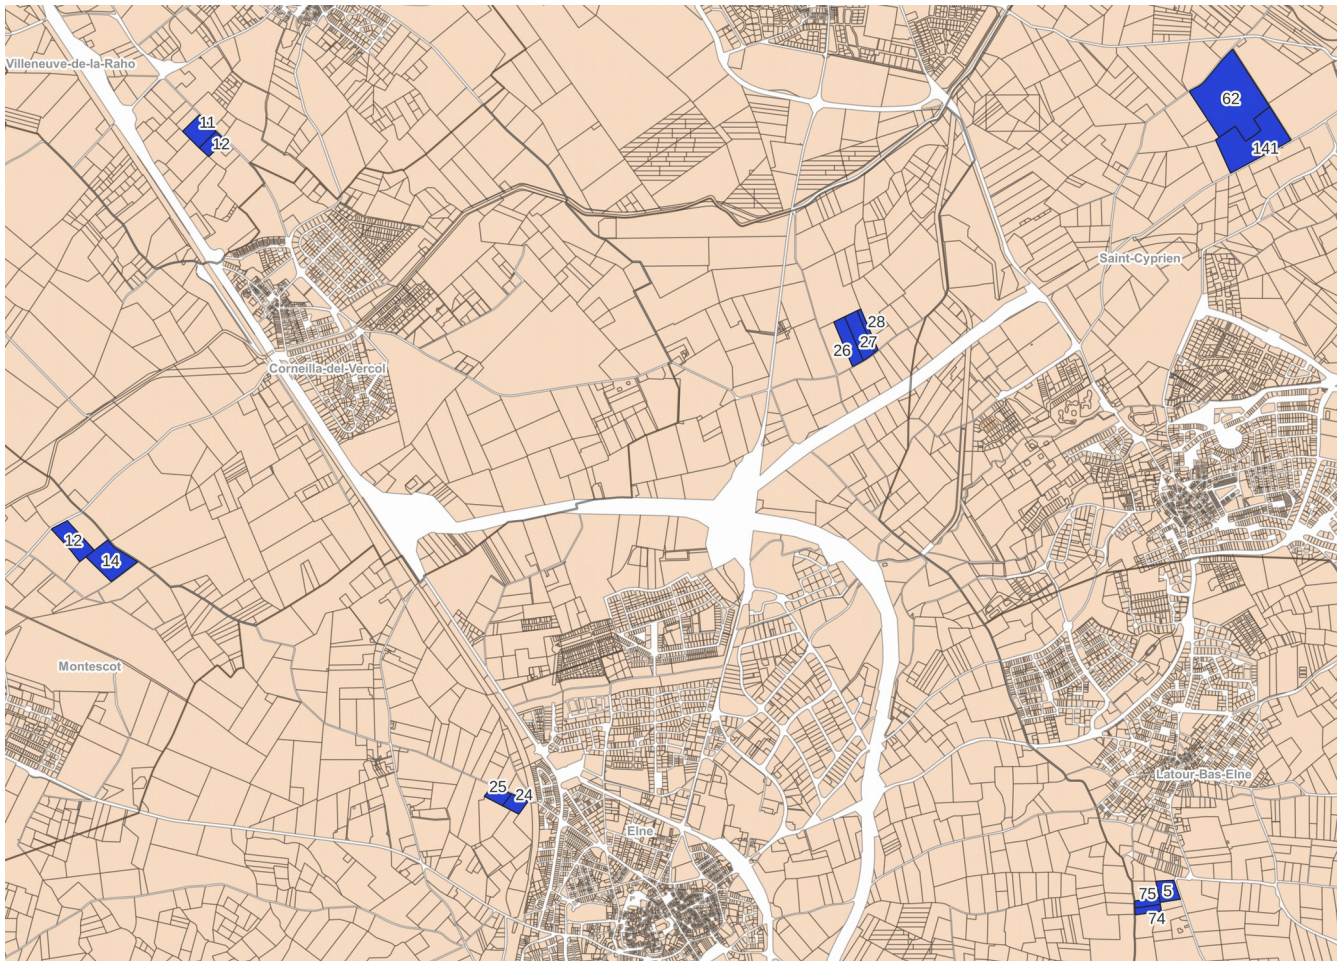 Villeneuve-de-la-Raho
62
11
12
141
Saint-Cyprien
28
27
26
Corneilla-del-Vercol
12
14
Montescot
Latour-Bas-Elne
25
24
Elne
75
5
74